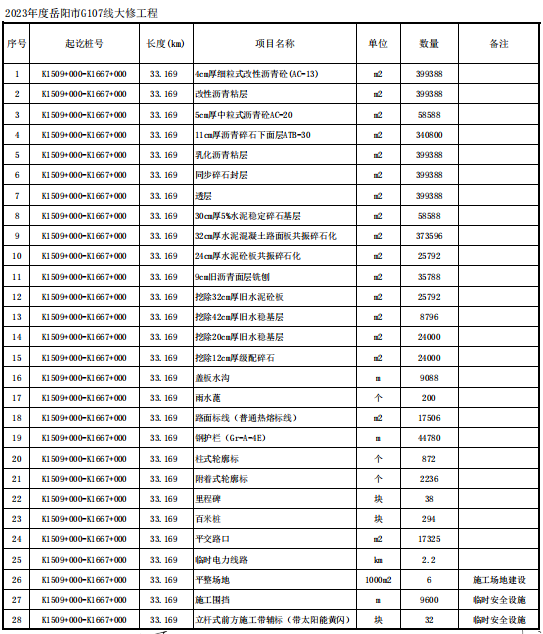 2023年度岳阳市G107线大修工程
序号 起讫桩号 长度(km) 项目名称 单位 数量 备注
1 K1509+000-K1667+000 33.169 4cm厚细粒式改性沥青砼(AC-13) m2 399388
2 K1509+000-K1667+000 33.169 改性沥青粘层 m2 399388
3 K1509+000-K1667+000 33.169 5cm厚中粒式沥青砼AC-20 m2 58588
4 K1509+000-K1667+000 33.169 11cm厚沥青碎石下面层ATB-30 m2 340800
5 K1509+000-K1667+000 33.169 乳化沥青粘层 m2 399388
6 K1509+000-K1667+000 33.169 同步碎石封层 m2 399388
7 K1509+000-K1667+000 33.169 透层 m2 399388
8 K1509+000-K1667+000 33.169 30cm厚5%水泥稳定碎石基层 m2 58588
9 K1509+000-K1667+000 33.169 32cm厚水泥混凝土路面板共振碎石化 m2 373596
10 K1509+000-K1667+000 33.169 24cm厚水泥砼板共振碎石化 m2 25792
11 K1509+000-K1667+000 33.169 9cm旧沥青面层铣刨 m2 35788
12 K1509+000-K1667+000 33.169 挖除32cm厚旧水泥砼板 m2 25792
13 K1509+000-K1667+000 33.169 挖除42cm厚旧水稳基层 m2 8796
14 K1509+000-K1667+000 33.169 挖除20cm厚旧水稳基层 m2 24000
15 K1509+000-K1667+000 33.169 挖除12cm厚级配碎石 m2 24000
16 K1509+000-K1667+000 33.169 盖板水沟 m 9088
17 K1509+000-K1667+000 33.169 雨水蓖 个 200
18 K1509+000-K1667+000 33.169 路面标线（普通热熔标线） m2 17506
19 K1509+000-K1667+000 33.169 钢护栏（Gr-A-4E） m 44780
20 K1509+000-K1667+000 33.169 柱式轮廓标 个 872
21 K1509+000-K1667+000 33.169 附着式轮廓标 个 2236
22 K1509+000-K1667+000 33.169 里程碑 块 38
23 K1509+000-K1667+000 33.169 百米桩 块 294
24 K1509+000-K1667+000 33.169 平交路口 m2 17325
25 K1509+000-K1667+000 33.169 临时电力线路 km 2.2
26 K1509+000-K1667+000 33.169 平整场地 1000m2 6 施工场地建设
27 K1509+000-K1667+000 33.169 施工围挡 m 9600 临时安全设施
28 K1509+000-K1667+000 33.169 立杆式前方施工带辅标（带太阳能黄闪） 块 32 临时安全设施